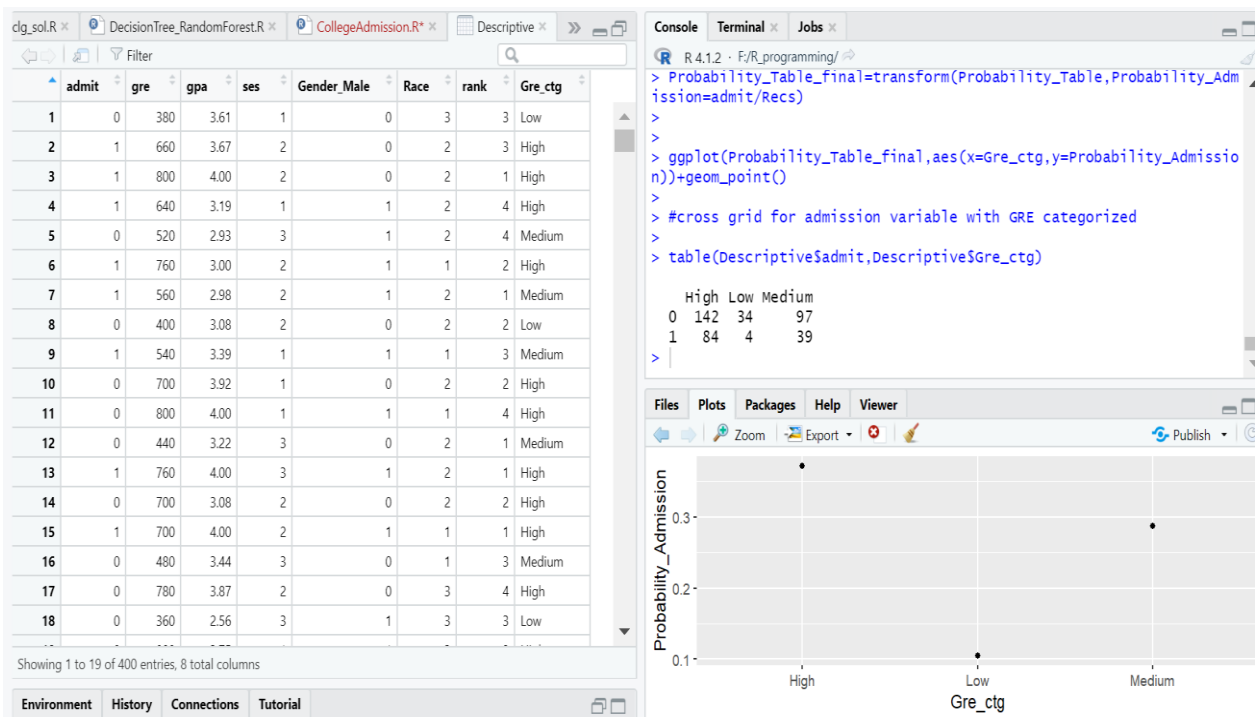 clg_sol.R × DecisionTree_RandomForest.R × CollegeAdmission.R* × Descriptive ×
Filter
admit gre gpa ses Gender_Male Race rank Gre_ctg
1 0 380 3.61 1 0 3 3 Low
2 1 660 3.67 2 0 2 3 High
3 1 800 4.00 2 0 2 1 High
4 1 640 3.19 1 1 2 4 High
5 0 520 2.93 3 1 2 4 Medium
6 1 760 3.00 2 1 1 2 High
7 1 560 2.98 2 1 2 1 Medium
8 0 400 3.08 2 0 2 2 Low
9 1 540 3.39 1 1 1 3 Medium
10 0 700 3.92 1 0 2 2 High
11 0 800 4.00 1 1 1 4 High
12 0 440 3.22 3 0 2 1 Medium
13 1 760 4.00 3 1 2 1 High
14 0 700 3.08 2 0 2 2 High
15 1 700 4.00 2 1 1 1 High
16 0 480 3.44 3 0 1 3 Medium
17 0 780 3.87 2 0 3 4 High
18 0 360 2.56 3 1 3 3 Low
Showing 1 to 19 of 400 entries, 8 total columns
Environment History Connections Tutorial
Console Terminal × Jobs ×
R 4.1.2 · F:/R_programming/
> Probability_Table_final=transform(Probability_Table,Probability_Adm
ission=admit/Recs)
>
>
> ggplot(Probability_Table_final,aes(x=Gre_ctg,y=Probability_Admissio
n))+geom_point()
>
> #cross grid for admission variable with GRE categorized
>
> table(Descriptive$admit,Descriptive$Gre_ctg)
High Low Medium
0 142 34 97
1 84 4 39
>
Files Plots Packages Help Viewer
Zoom Export Publish
Probability_Admission
0.3
0.2
0.1
High Low Medium
Gre_ctg